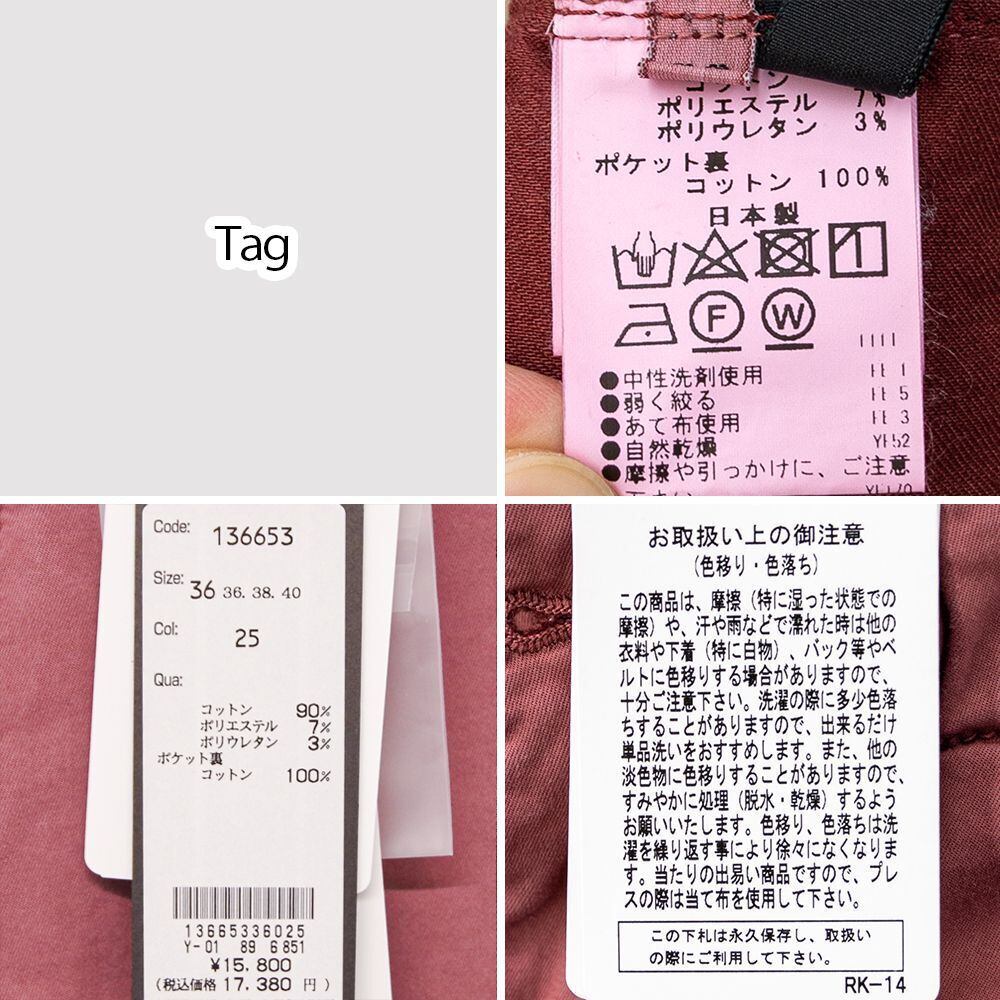 Tag
コットン
ポリエステル 7%
ポリウレタン 3%
ポケット裏
コットン 100%
日本製
1
F W
●中性洗剤使用
●弱く絞る
●あて布使用
●自然乾燥
●摩擦や引っかけに、ご注意
Code: 136653
Size: 36 36. 38. 40
Col: 25
Qua:
コットン 90%
ポリエステル 7%
ポリウレタン 3%
ポケット裏
コットン 100%
13665336025
Y-01 89 6851
¥15,800
(税込価格 17,380 円)
お取扱い上の御注意
(色移り・色落ち)
この商品は、摩擦（特に湿った状態での
摩擦）や、汗や雨などで濡れた時は他の
衣料や下着（特に白物）、バック等やベ
ルトに色移りする場合がありますので、
十分ご注意下さい。洗濯の際に多少色落
ちすることがありますので、出来るだけ
単品洗いをおすすめします。また、他の
淡色物に色移りすることがありますので、
すみやかに処理（脱水・乾燥）するよう
お願いいたします。色移り、色落ちは洗
濯を繰り返す事により徐々になくなりま
す。当たりの出易い商品ですので、プレ
スの際は当て布を使用して下さい。
この下札は永久保存し、取扱い
の際にご利用して下さい。
RK-14